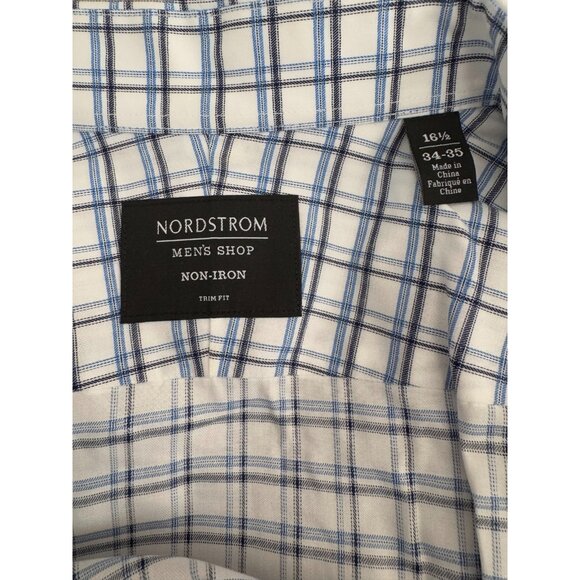 NORDSTROM
MEN'S SHOP
NON-IRON
TRIM FIT
16½
34-35
Made in
China
Fabriqué en
Chine